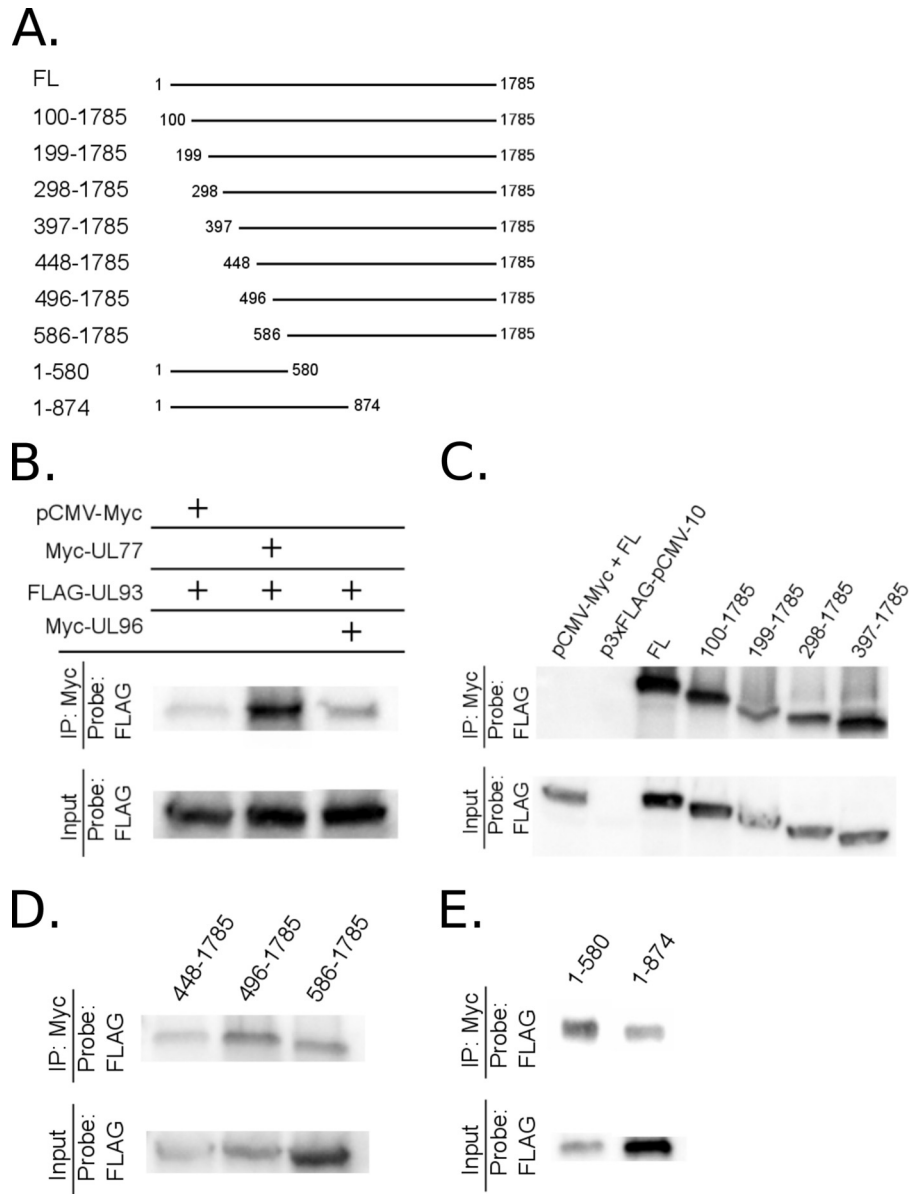 A.
FL 1 1785
100-1785 100 1785
199-1785 199 1785
298-1785 298 1785
397-1785 397 1785
448-1785 448 1785
496-1785 496 1785
586-1785 586 1785
1-580 1 580
1-874 1 874
B.
pCMV-Myc +
Myc-UL77 +
FLAG-UL93 + + +
Myc-UL96 +
IP: Myc
Probe:
FLAG
Input
Probe:
FLAG
C.
pCMV-Myc + FL
p3xFLAG-pCMV-10
FL
100-1785
199-1785
298-1785
397-1785
IP: Myc
Probe:
FLAG
Input
Probe:
FLAG
D.
448-1785
496-1785
586-1785
IP: Myc
Probe:
FLAG
Input
Probe:
FLAG
E.
1-580
1-874
IP: Myc
Probe:
FLAG
Input
Probe:
FLAG